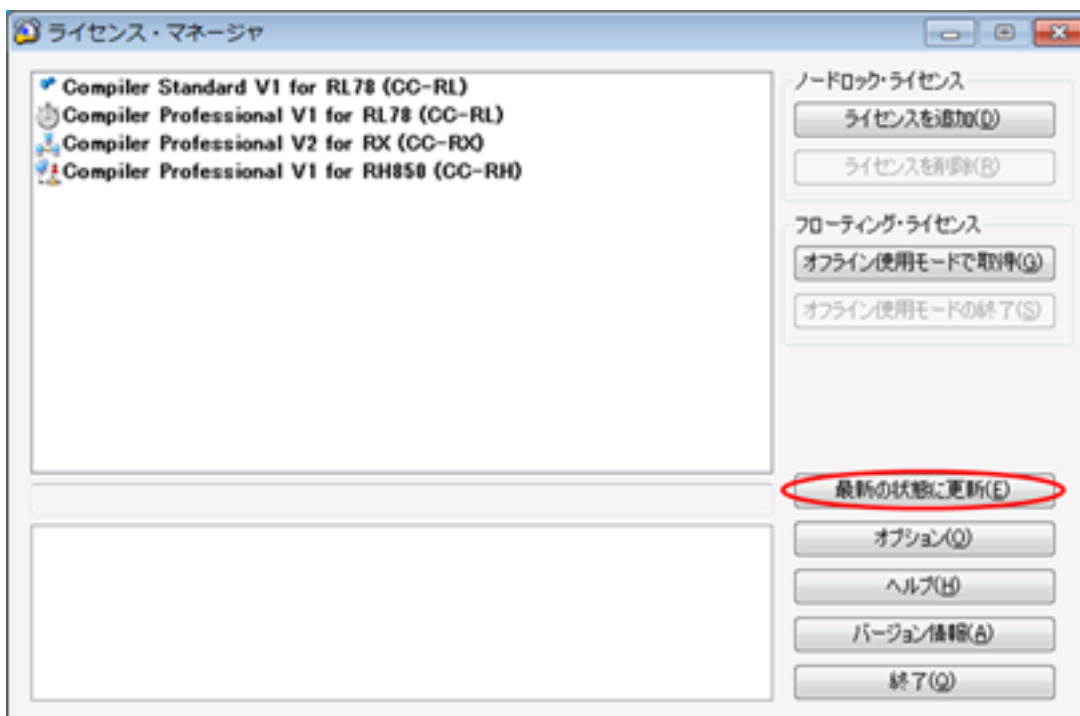 ライセンス・マネージャ
Compiler Standard V1 for RL78 (CC-RL)
Compiler Professional V1 for RL78 (CC-RL)
Compiler Professional V2 for RX (CC-RX)
Compiler Professional V1 for RH850 (CC-RH)
ノードロック・ライセンス
ライセンスを追加(D)
ライセンスを削除(R)
フローティング・ライセンス
オフライン使用モードで取得(G)
オフライン使用モードの終了(S)
最新の状態に更新(E)
オプション(O)
ヘルプ(H)
バージョン情報(A)
終了(Q)